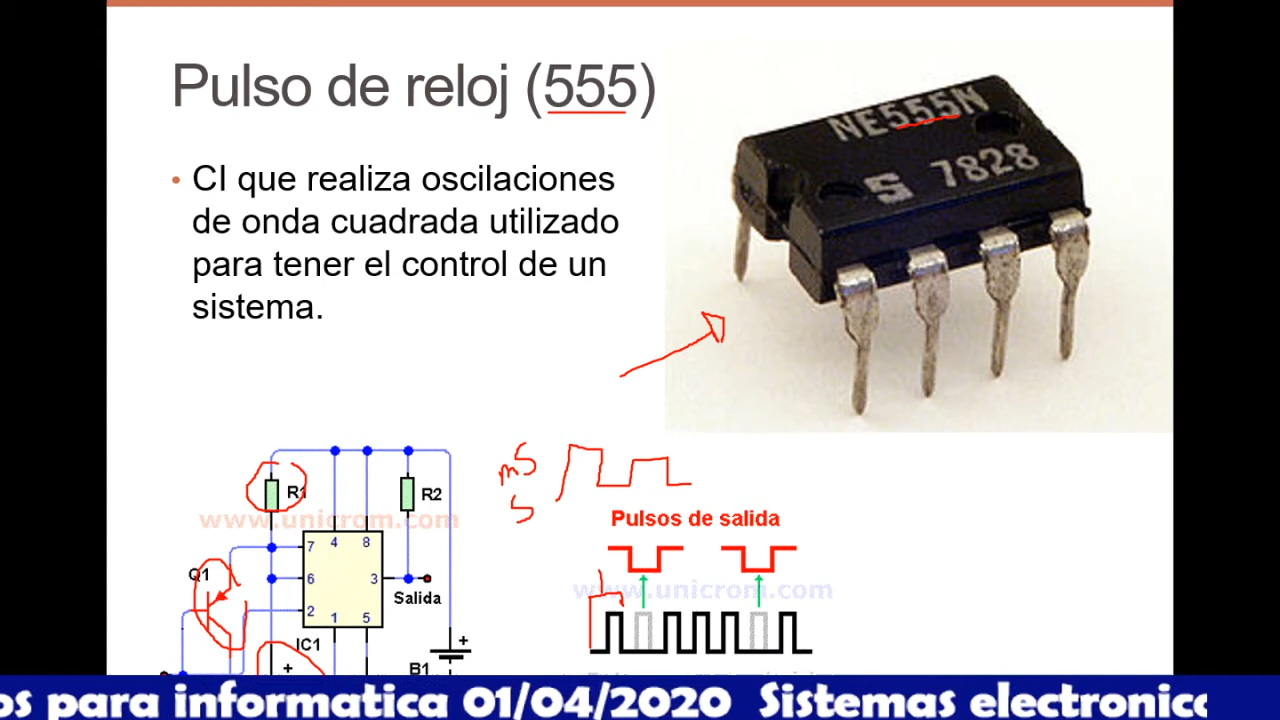 Pulso de reloj (555)
• CI que realiza oscilaciones
de onda cuadrada utilizado
para tener el control de un
sistema.
NE555N
S 7828
mS
S
R1
R2
www.unicrom.com
4 8
7
Q1
6
3
Salida
2
1 5
IC1
+
+
B1
Pulsos de salida
www.unicrom.com
os para informatica 01/04/2020 Sistemas electronic